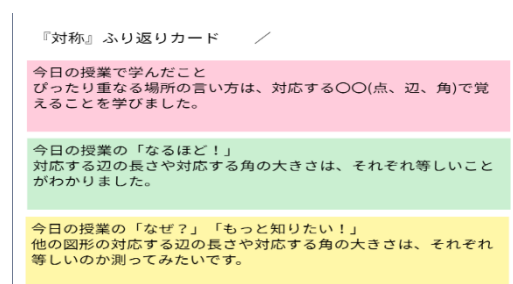 『対称』ふり返りカード　　／
今日の授業で学んだこと
ぴったり重なる場所の言い方は、対応する〇〇(点、辺、角)で覚
えることを学びました。
今日の授業の「なるほど！」
対応する辺の長さや対応する角の大きさは、それぞれ等しいこと
がわかりました。
今日の授業の「なぜ？」「もっと知りたい！」
他の図形の対応する辺の長さや対応する角の大きさは、それぞれ
等しいのか測ってみたいです。